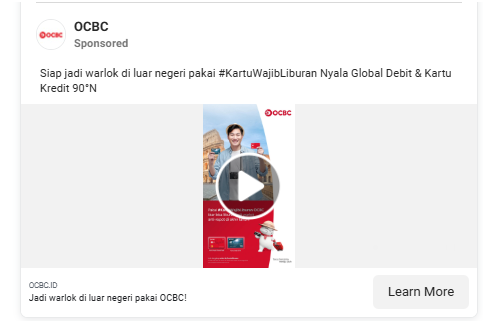 OCBC
OCBC
Sponsored
Siap jadi warlok di luar negeri pakai #KartuWajibLiburan Nyala Global Debit & Kartu
Kredit 90°N
OCBC
OCBC.ID
Jadi warlok di luar negeri pakai OCBC!
Learn More